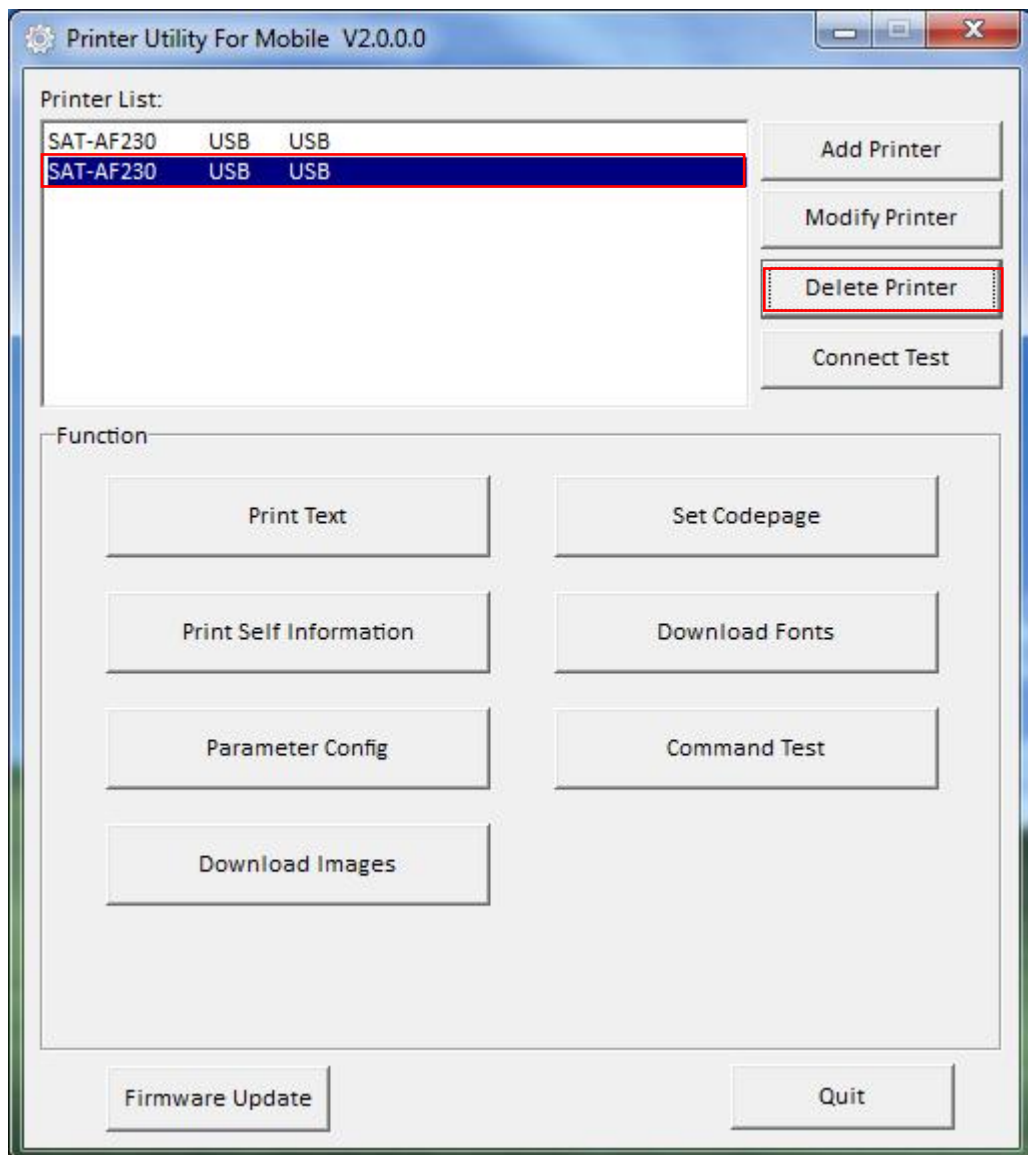 Printer Utility For Mobile V2.0.0.0
Printer List:
SAT-AF230 USB USB
SAT-AF230 USB USB
Add Printer
Modify Printer
Delete Printer
Connect Test
Function
Print Text
Set Codepage
Print Self Information
Download Fonts
Parameter Config
Command Test
Download Images
Firmware Update
Quit